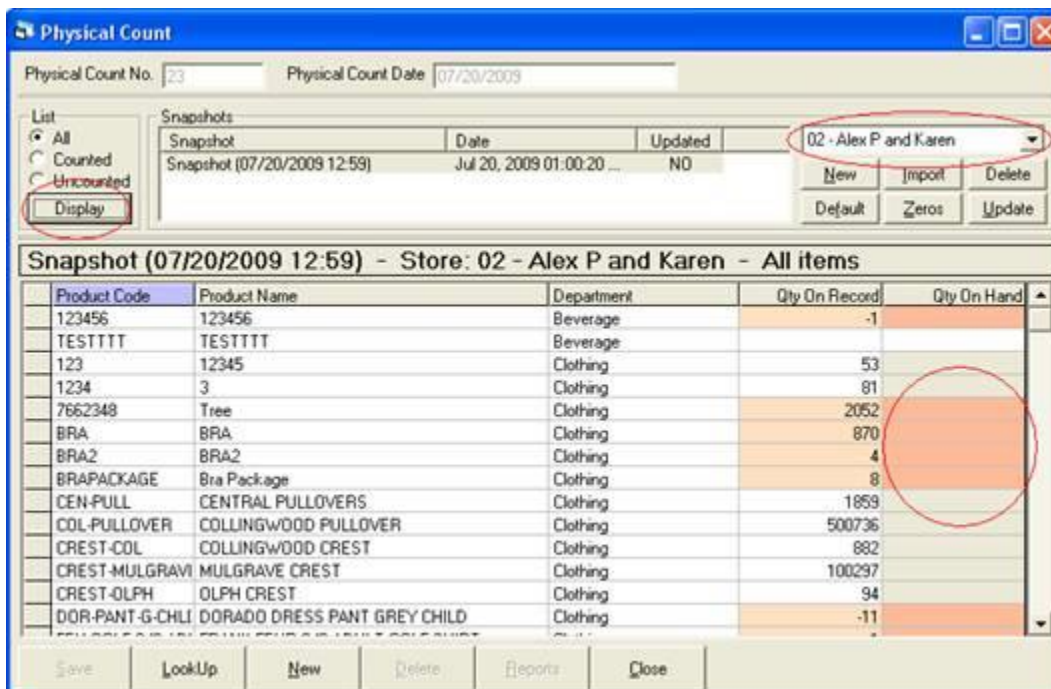 Physical Count
Physical Count No. 23 Physical Count Date 07/20/2009
List Snapshots
All Snapshot Date Updated 02 - Alex P and Karen
Counted Snapshot (07/20/2009 12:59) Jul 20, 2009 01:00:20 ... NO
Uncounted New Import Delete
Display Default Zeros Update
Snapshot (07/20/2009 12:59) - Store: 02 - Alex P and Karen - All items
Product Code Product Name Department Qty On Record Qty On Hand
123456 123456 Beverage -1
TESTTTT TESTTTT Beverage
123 12345 Clothing 53
1234 3 Clothing 81
7662348 Tree Clothing 2052
BRA BRA Clothing 870
BRA2 BRA2 Clothing 4
BRAPACKAGE Bra Package Clothing 8
CEN-PULL CENTRAL PULLOVERS Clothing 1859
COL-PULLOVER COLLINGWOOD PULLOVER Clothing 500736
CREST-COL COLLINGWOOD CREST Clothing 882
CREST-MULGRAVE MULGRAVE CREST Clothing 100297
CREST-OLPH OLPH CREST Clothing 94
DOR-PANT-G-CHLI DORADO DRESS PANT GREY CHILD Clothing -11
Save LookUp New Delete Reports Close